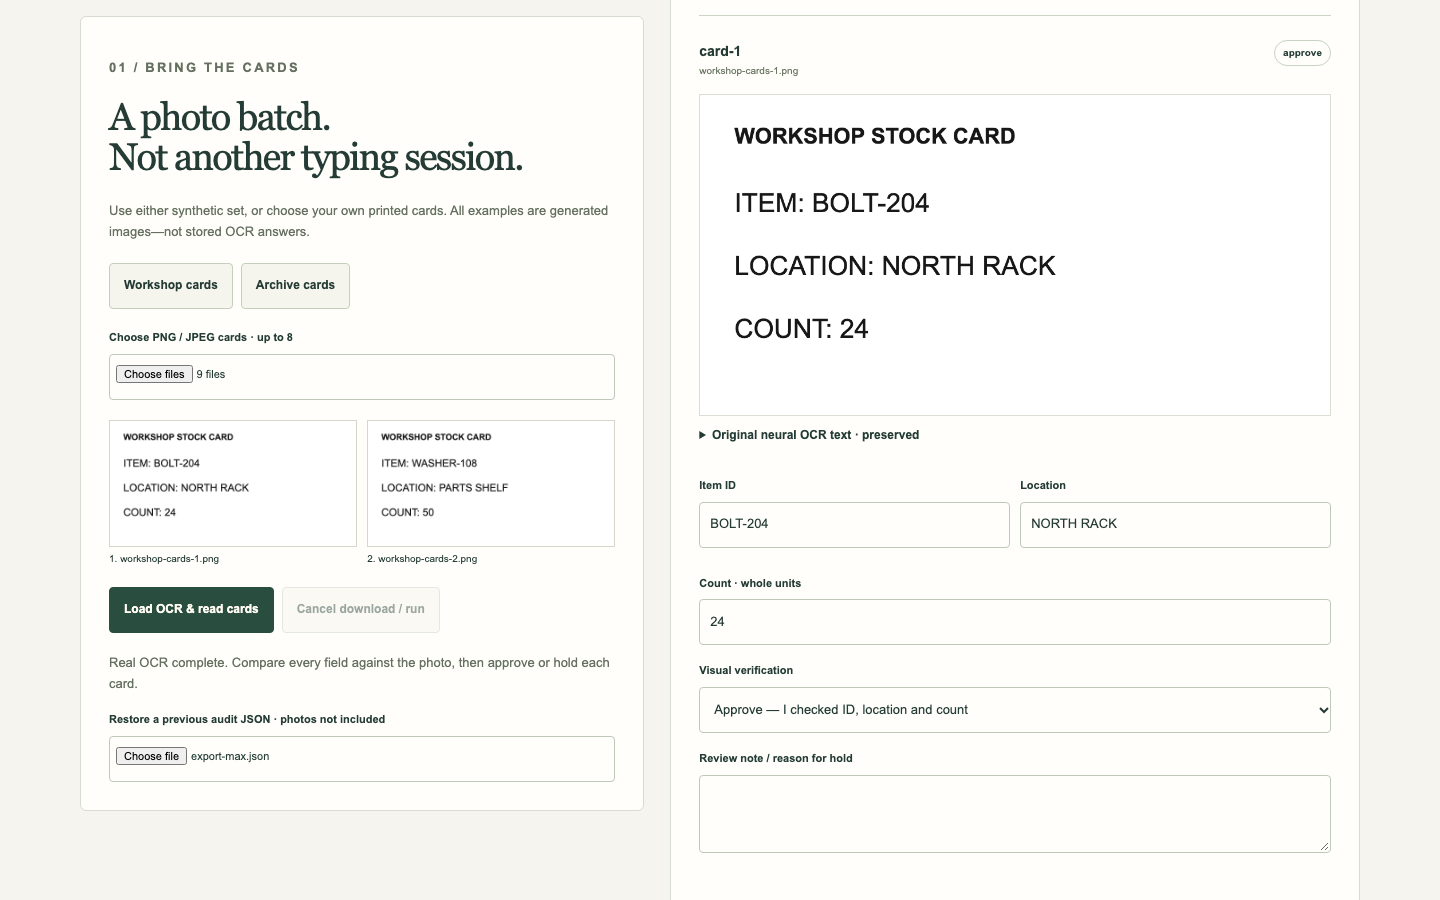 01 / BRING THE CARDS
A photo batch.
Not another typing session.
Use either synthetic set, or choose your own printed cards. All examples are generated
images—not stored OCR answers.
Workshop cards
Archive cards
Choose PNG / JPEG cards · up to 8
Choose files 9 files
WORKSHOP STOCK CARD
ITEM: BOLT-204
LOCATION: NORTH RACK
COUNT: 24
1. workshop-cards-1.png
WORKSHOP STOCK CARD
ITEM: WASHER-108
LOCATION: PARTS SHELF
COUNT: 50
2. workshop-cards-2.png
Load OCR & read cards
Cancel download / run
Real OCR complete. Compare every field against the photo, then approve or hold each
card.
Restore a previous audit JSON · photos not included
Choose file export-max.json
card-1
approve
workshop-cards-1.png
WORKSHOP STOCK CARD
ITEM: BOLT-204
LOCATION: NORTH RACK
COUNT: 24
Original neural OCR text · preserved
Item ID
BOLT-204
Location
NORTH RACK
Count · whole units
24
Visual verification
Approve — I checked ID, location and count
Review note / reason for hold